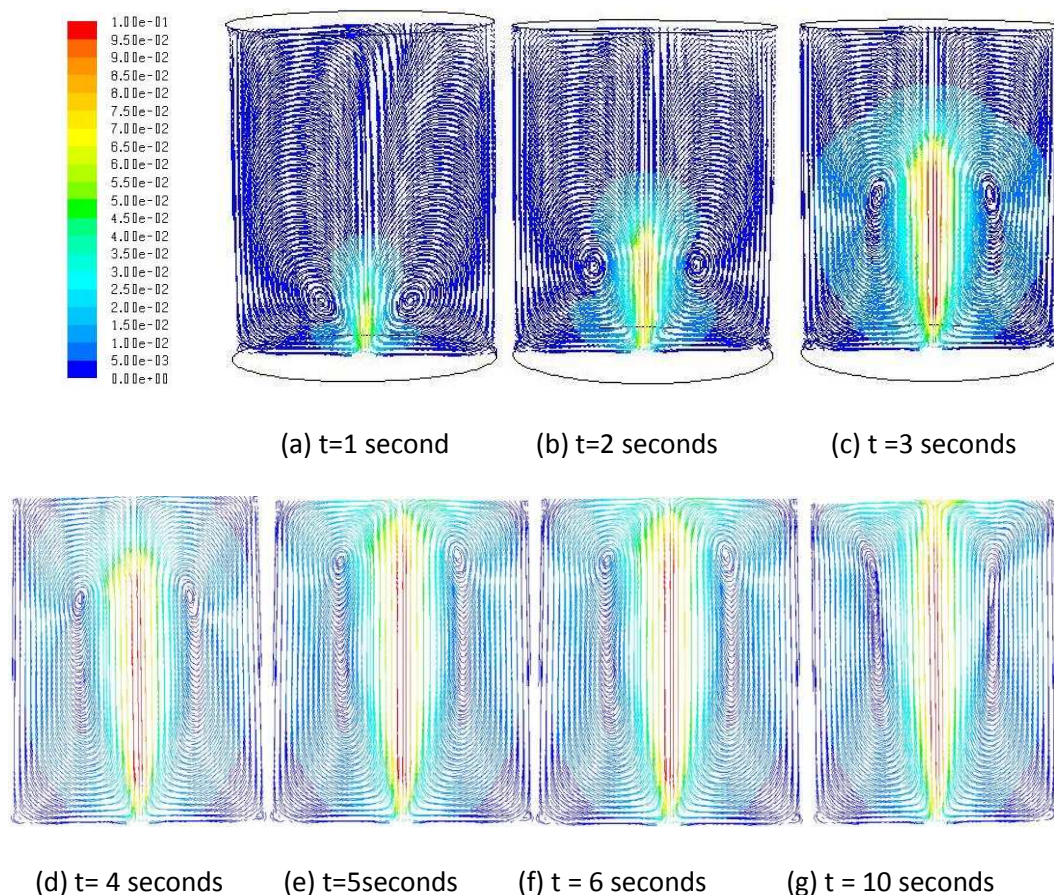 1.00e-01
9.50e-02
9.00e-02
8.50e-02
8.00e-02
7.50e-02
7.00e-02
6.50e-02
6.00e-02
5.50e-02
5.00e-02
4.50e-02
4.00e-02
3.50e-02
3.00e-02
2.50e-02
2.00e-02
1.50e-02
1.00e-02
5.00e-03
0.00e+00
(a) t=1 second (b) t=2 seconds (c) t =3 seconds
(d) t= 4 seconds (e) t=5seconds (f) t = 6 seconds (g) t = 10 seconds